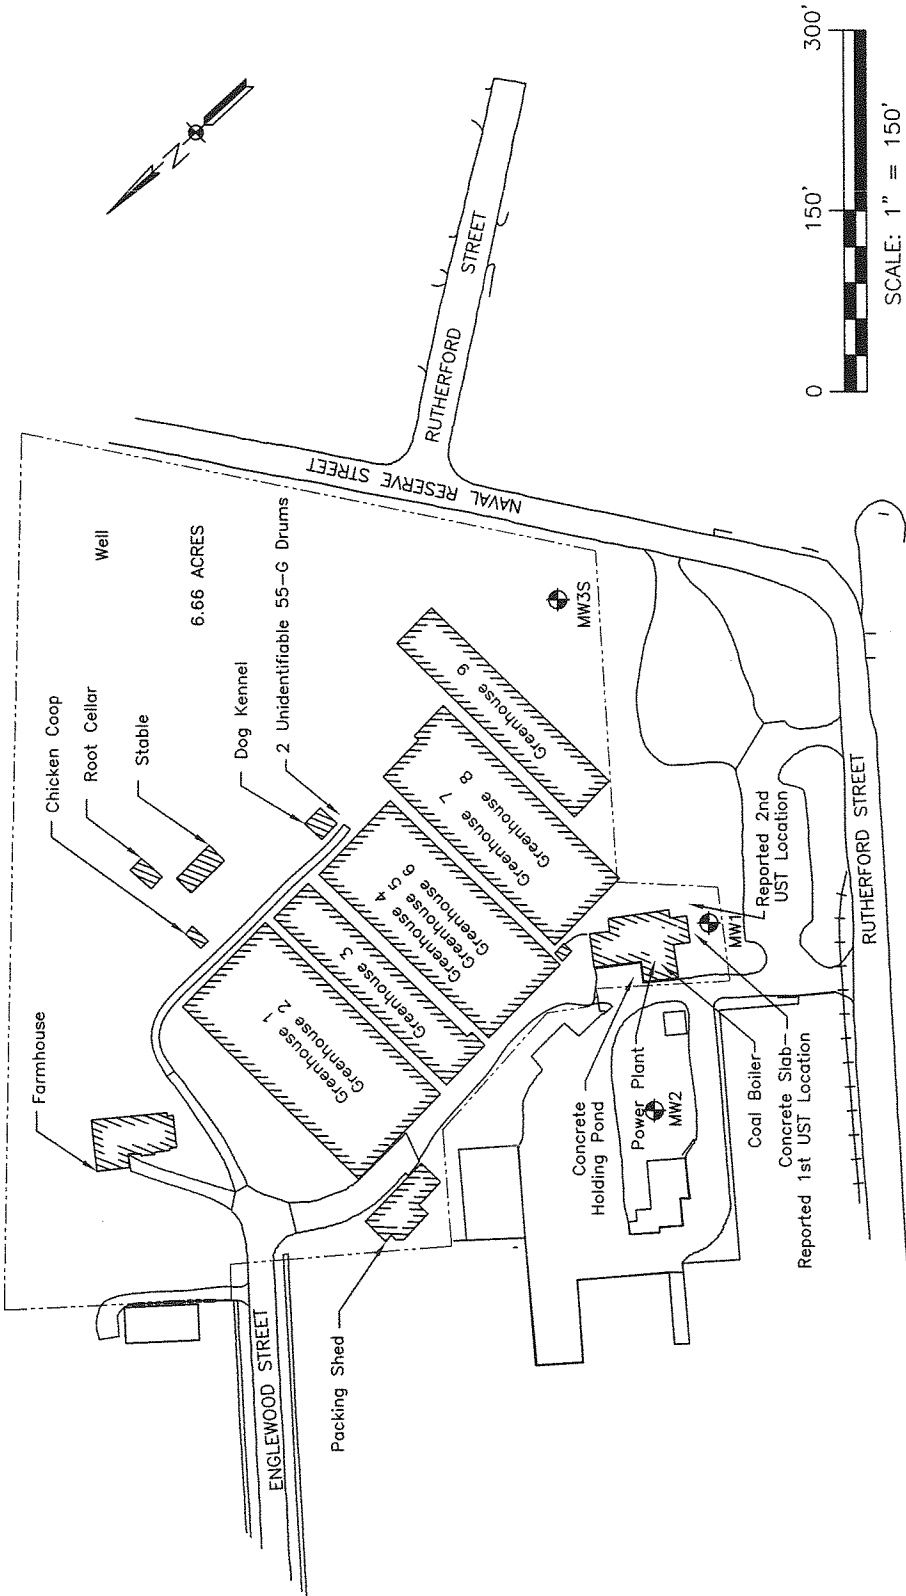 Farmhouse
Chicken Coop
Root Cellar
Stable
Well
6.66 ACRES
Dog Kennel
2 Unidentifiable 55-G Drums
N
Greenhouse 1
Greenhouse 2
Greenhouse 3
Greenhouse 4
Greenhouse 5
Greenhouse 6
Greenhouse 7
Greenhouse 8
Greenhouse 9
ENGLEWOOD STREET
Packing Shed
NAVAL RESERVE STREET
RUTHERFORD STREET
MW3S
Concrete
Holding Pond
Power Plant
MW2
MW1
Coal Boiler
Concrete Slab
Reported 1st UST Location
Reported 2nd
UST Location
RUTHERFORD STREET
0 150' 300'
SCALE: 1" = 150'